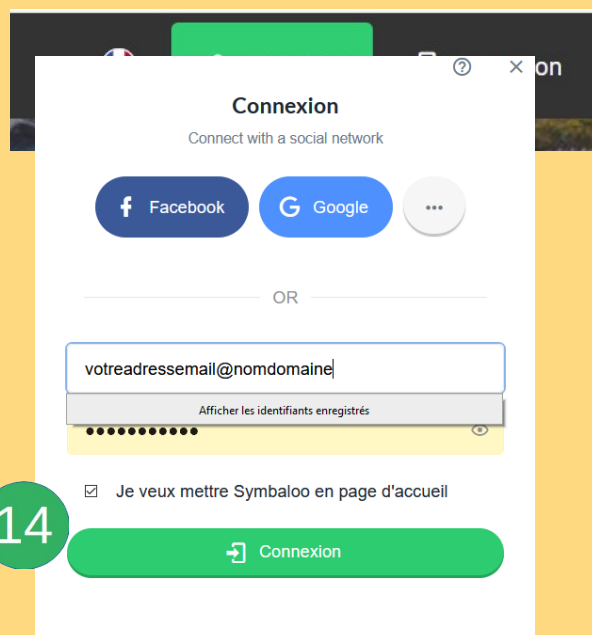 on
Connexion
Connect with a social network
Facebook
Google
OR
votreadressemail@nomdomaine
Afficher les identifiants enregistrés
Je veux mettre Symbaloo en page d'accueil
14
Connexion